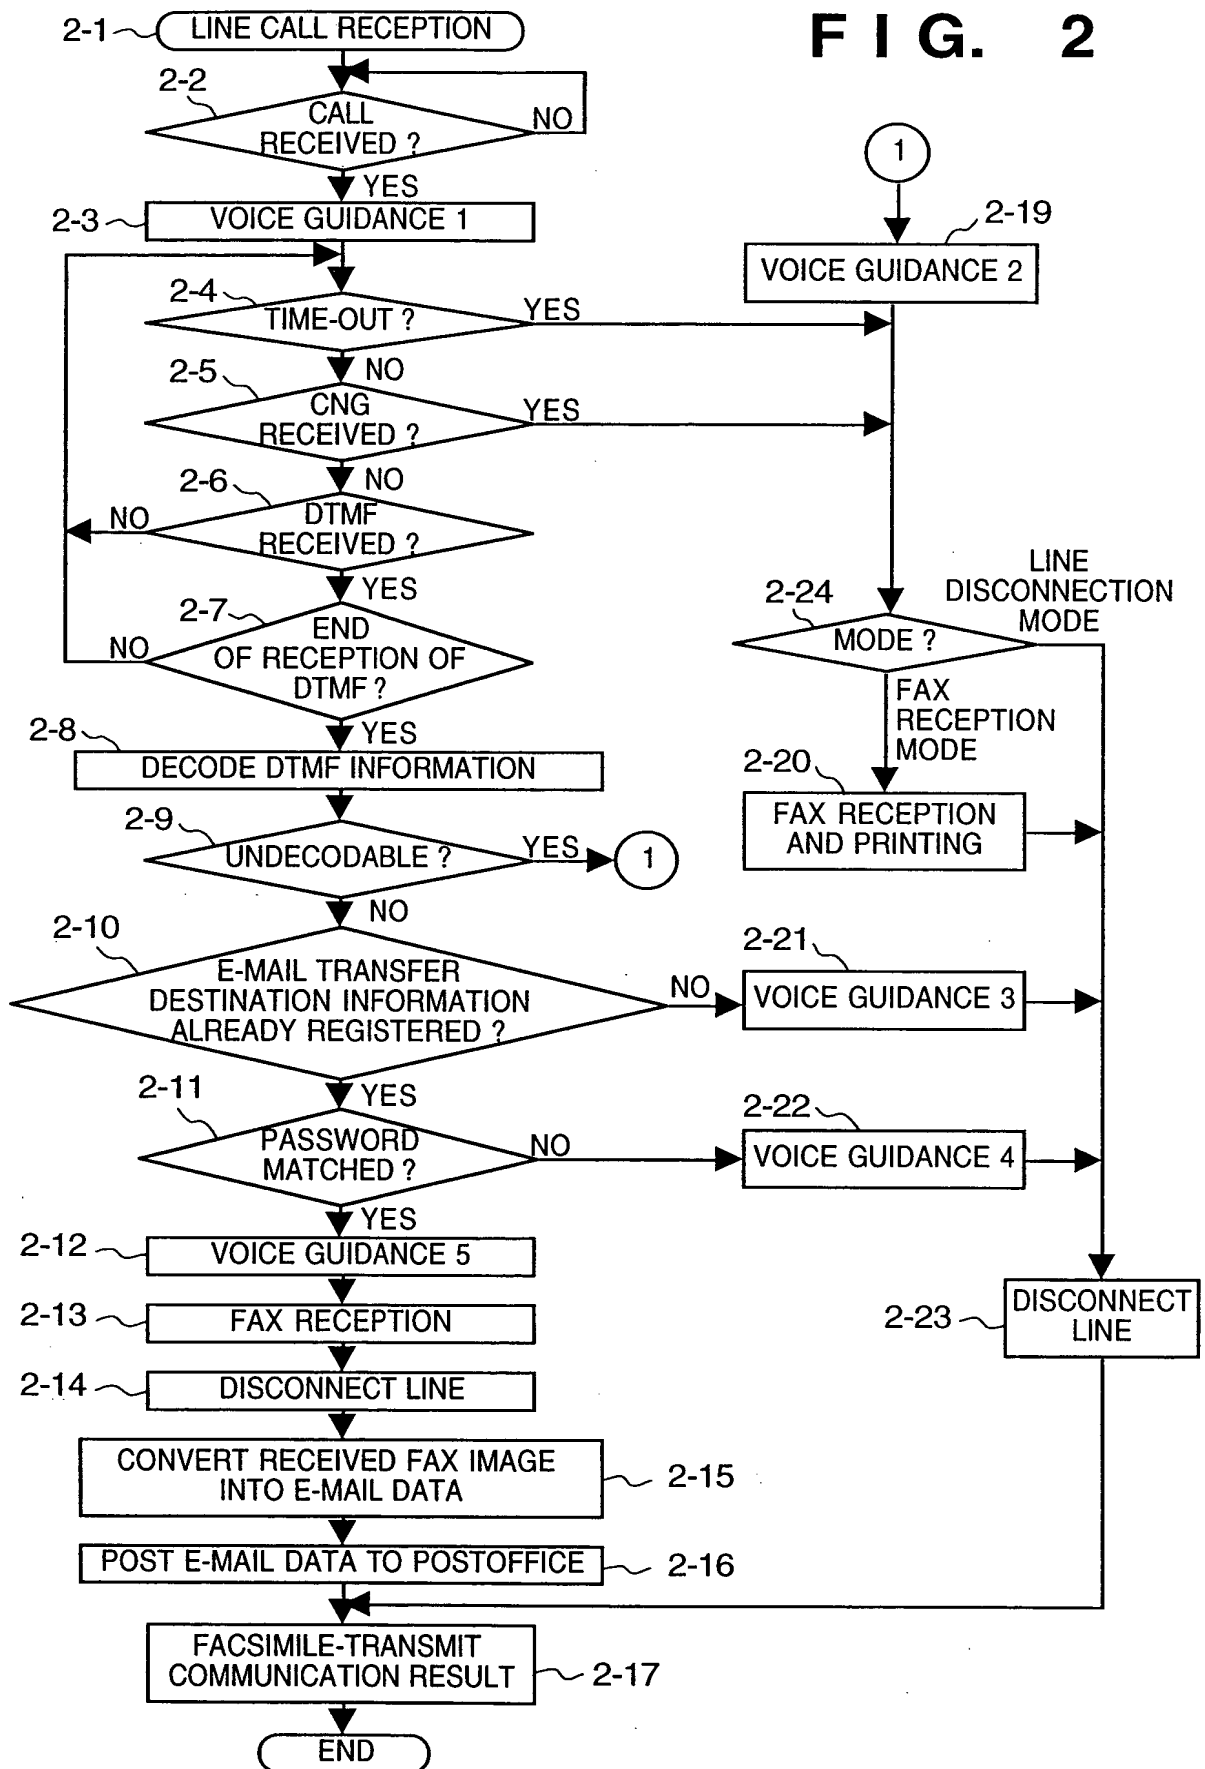 FIG. 2
2-1
LINE CALL RECEPTION
2-2
CALL
RECEIVED ?
NO
YES
2-3
VOICE GUIDANCE 1
2-4
TIME-OUT ?
YES
NO
2-5
CNG
RECEIVED ?
YES
NO
2-6
DTMF
RECEIVED ?
NO
YES
2-7
END
OF RECEPTION OF
DTMF ?
NO
YES
2-8
DECODE DTMF INFORMATION
2-9
UNDECODABLE ?
YES
1
NO
2-10
E-MAIL TRANSFER
DESTINATION INFORMATION
ALREADY REGISTERED ?
NO
YES
2-11
PASSWORD
MATCHED ?
NO
YES
2-12
VOICE GUIDANCE 5
2-13
FAX RECEPTION
2-14
DISCONNECT LINE
CONVERT RECEIVED FAX IMAGE
INTO E-MAIL DATA
2-15
POST E-MAIL DATA TO POSTOFFICE
2-16
FACSIMILE-TRANSMIT
COMMUNICATION RESULT
2-17
END
1
2-19
VOICE GUIDANCE 2
2-24
MODE ?
LINE
DISCONNECTION
MODE
FAX
RECEPTION
MODE
2-20
FAX RECEPTION
AND PRINTING
2-21
VOICE GUIDANCE 3
2-22
VOICE GUIDANCE 4
2-23
DISCONNECT
LINE